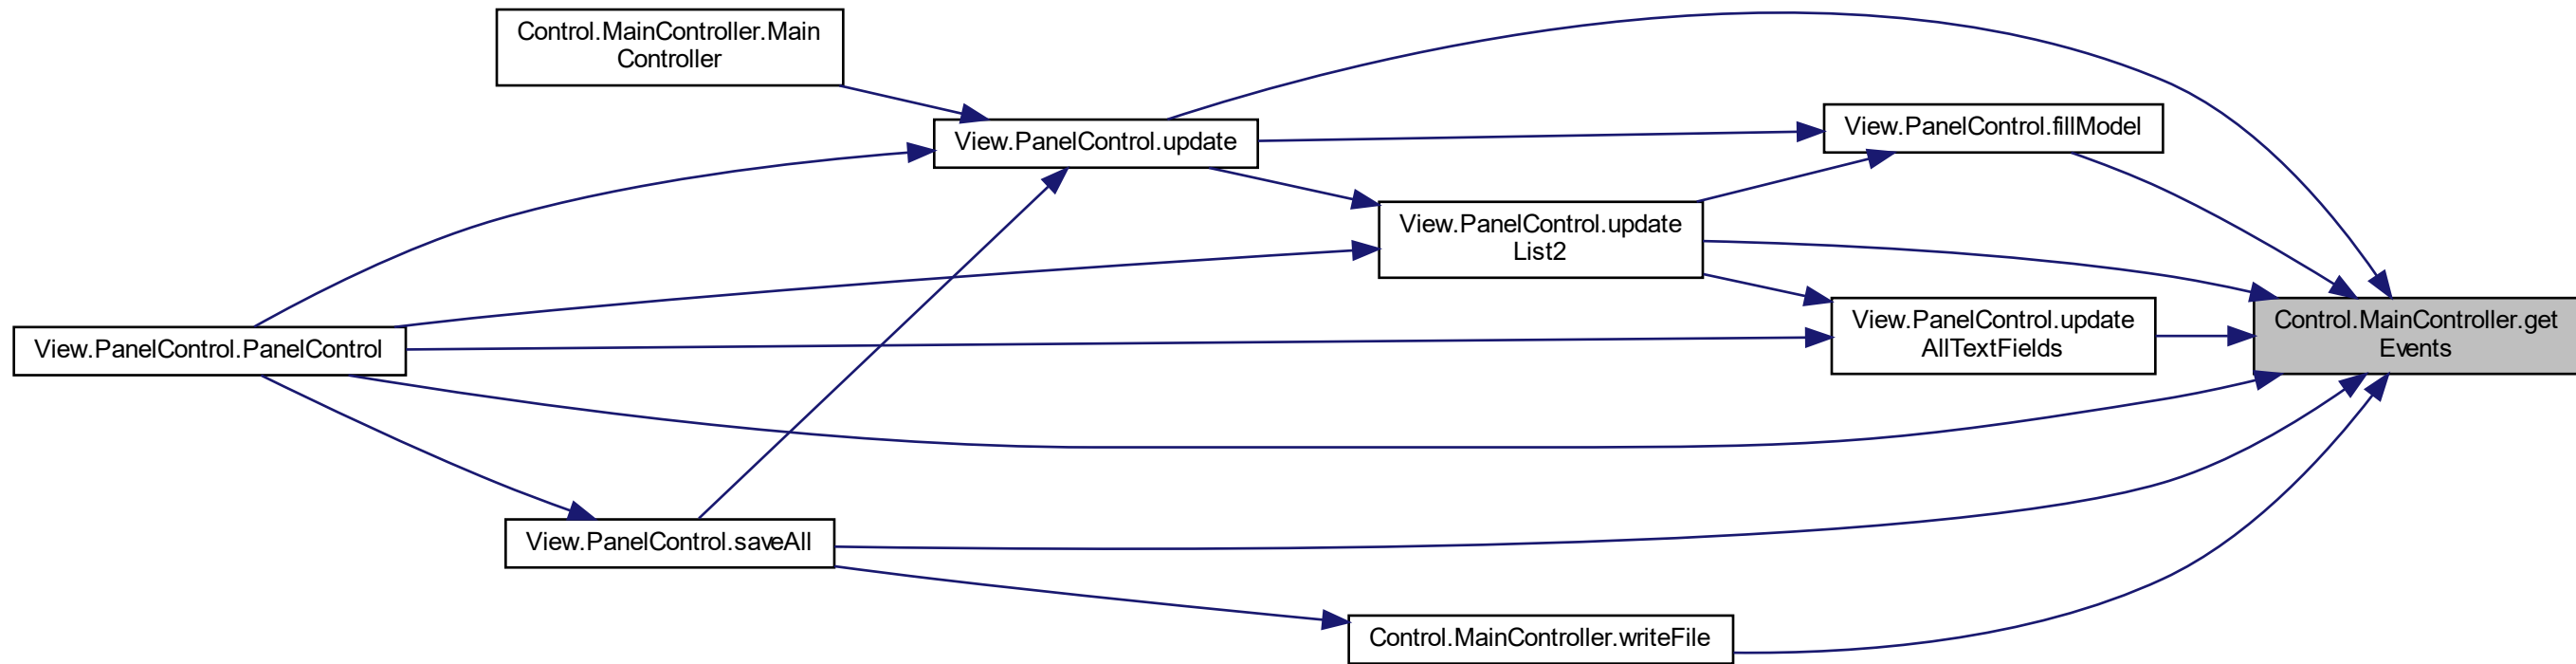 Control.MainController.Main
Controller
View.PanelControl.update
View.PanelControl.fillModel
View.PanelControl.update
List2
Control.MainController.get
Events
View.PanelControl.update
AllTextFields
View.PanelControl.PanelControl
View.PanelControl.saveAll
Control.MainController.writeFile